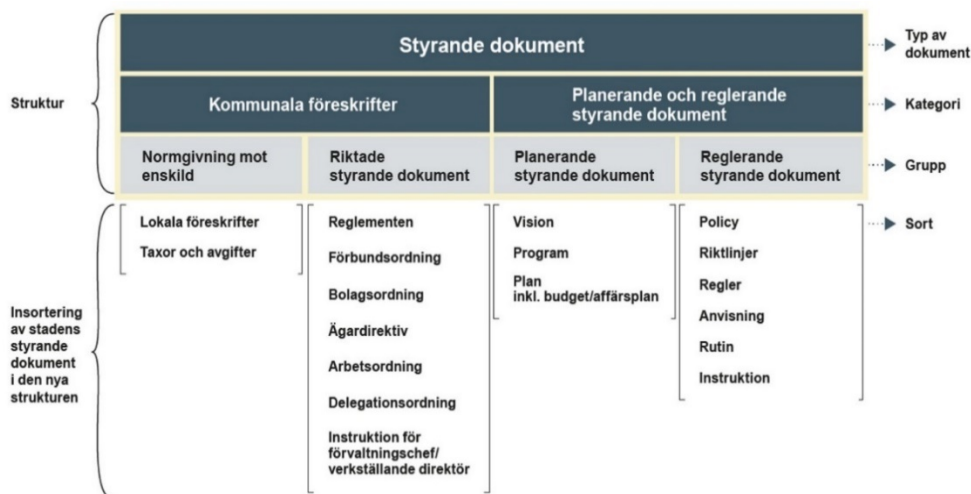 Styrande dokument
Typ av
dokument
Struktur
Kommunala föreskrifter
Planerande och reglerande
styrande dokument
Kategori
Normgivning mot
enskild
Riktade
styrande dokument
Planerande
styrande dokument
Reglerande
styrande dokument
Grupp
Insortering
av stadens
styrande
dokument
i den nya
strukturen
Lokala föreskrifter
Taxor och avgifter
Reglementen
Förbundsordning
Bolagsordning
Ägardirektiv
Arbetsordning
Delegationsordning
Instruktion för
förvaltningschef/
verkställande direktör
Vision
Program
Plan
inkl. budget/affärsplan
Policy
Riktlinjer
Regler
Anvisning
Rutin
Instruktion
Sort